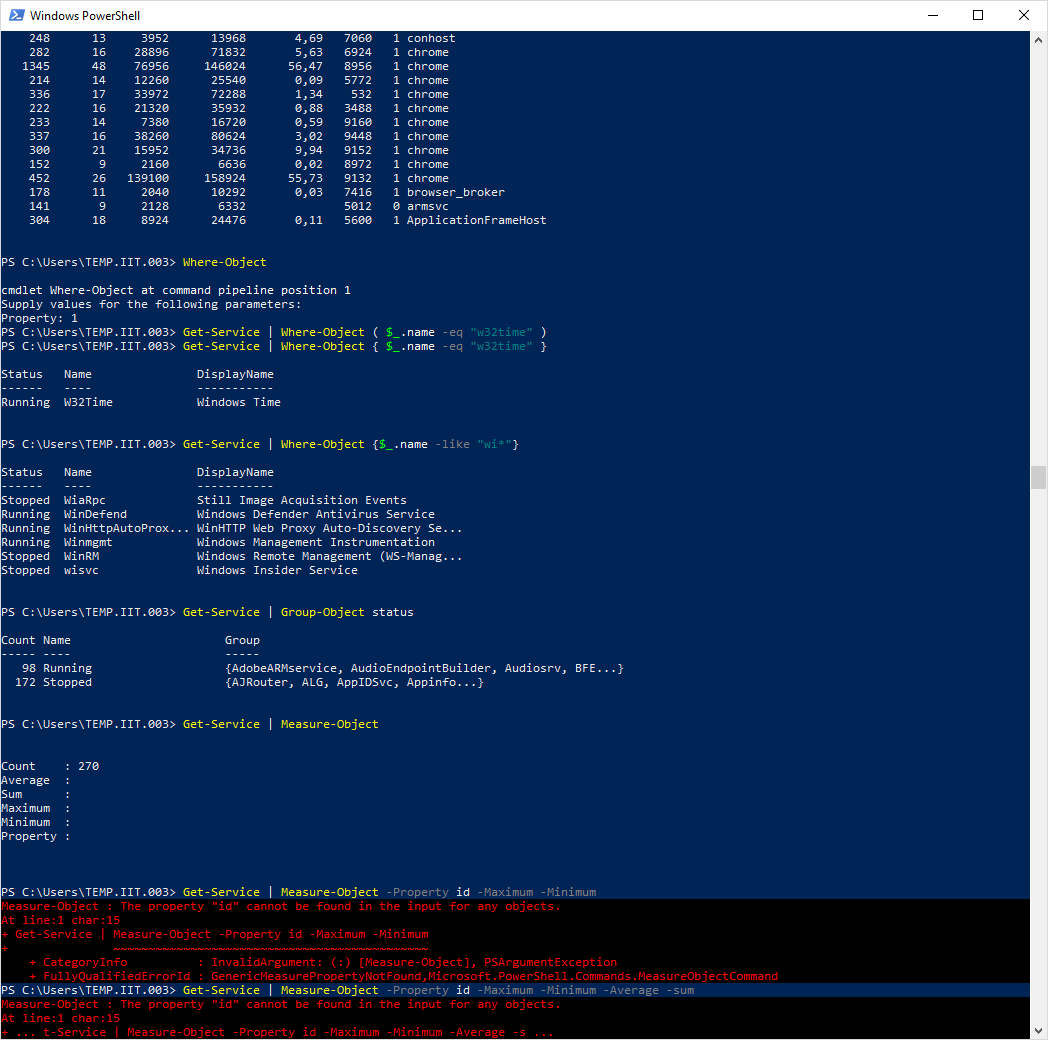 Windows PowerShell
248 13 3952 13968 4,69 7060 1 conhost
282 16 28896 71832 5,63 6924 1 chrome
1345 48 76956 146024 56,47 8956 1 chrome
214 14 12260 25540 0,09 5772 1 chrome
336 17 33972 72288 1,34 532 1 chrome
222 16 21320 35932 0,88 3488 1 chrome
233 14 7380 16720 0,59 9160 1 chrome
337 16 38260 80624 3,02 9448 1 chrome
300 21 15952 34736 9,94 9152 1 chrome
152 9 2160 6636 0,02 8972 1 chrome
452 26 139100 158924 55,73 9132 1 chrome
178 11 2040 10292 0,03 7416 1 browser_broker
141 9 2128 6332 5012 0 armsvc
304 18 8924 24476 0,11 5600 1 ApplicationFrameHost
PS C:\Users\TEMP.IIT.003> Where-Object
cmdlet Where-Object at command pipeline position 1
Supply values for the following parameters:
Property: 1
PS C:\Users\TEMP.IIT.003> Get-Service | Where-Object ( $_.name -eq "w32time" )
PS C:\Users\TEMP.IIT.003> Get-Service | Where-Object { $_.name -eq "w32time" }
Status Name DisplayName
------ ---- -----------
Running W32Time Windows Time
PS C:\Users\TEMP.IIT.003> Get-Service | Where-Object {$_.name -like "wi*"}
Status Name DisplayName
------ ---- -----------
Stopped WiaRpc Still Image Acquisition Events
Running WinDefend Windows Defender Antivirus Service
Running WinHttpAutoProx... WinHTTP Web Proxy Auto-Discovery Se...
Running Winmgmt Windows Management Instrumentation
Stopped WinRM Windows Remote Management (WS-Manag...
Stopped wisvc Windows Insider Service
PS C:\Users\TEMP.IIT.003> Get-Service | Group-Object status
Count Name Group
----- ---- -----
98 Running {AdobeARMservice, AudioEndpointBuilder, Audiosrv, BFE...}
172 Stopped {AJRouter, ALG, AppIDSvc, Appinfo...}
PS C:\Users\TEMP.IIT.003> Get-Service | Measure-Object
Count : 270
Average :
Sum :
Maximum :
Minimum :
Property :
PS C:\Users\TEMP.IIT.003> Get-Service | Measure-Object -Property id -Maximum -Minimum
Measure-Object : The property "id" cannot be found in the input for any objects.
At line:1 char:15
+ Get-Service | Measure-Object -Property id -Maximum -Minimum
+ ~~~~~~~~~~~~~~~~~~~~~~~~~~~~~~~~~~~~~~~~~~~~~
+ CategoryInfo : InvalidArgument: (:) [Measure-Object], PSArgumentException
+ FullyQualifiedErrorId : GenericMeasurePropertyNotFound,Microsoft.PowerShell.Commands.MeasureObjectCommand
PS C:\Users\TEMP.IIT.003> Get-Service | Measure-Object -Property id -Maximum -Minimum -Average -sum
Measure-Object : The property "id" cannot be found in the input for any objects.
At line:1 char:15
+ ... t-Service | Measure-Object -Property id -Maximum -Minimum -Average -s ...